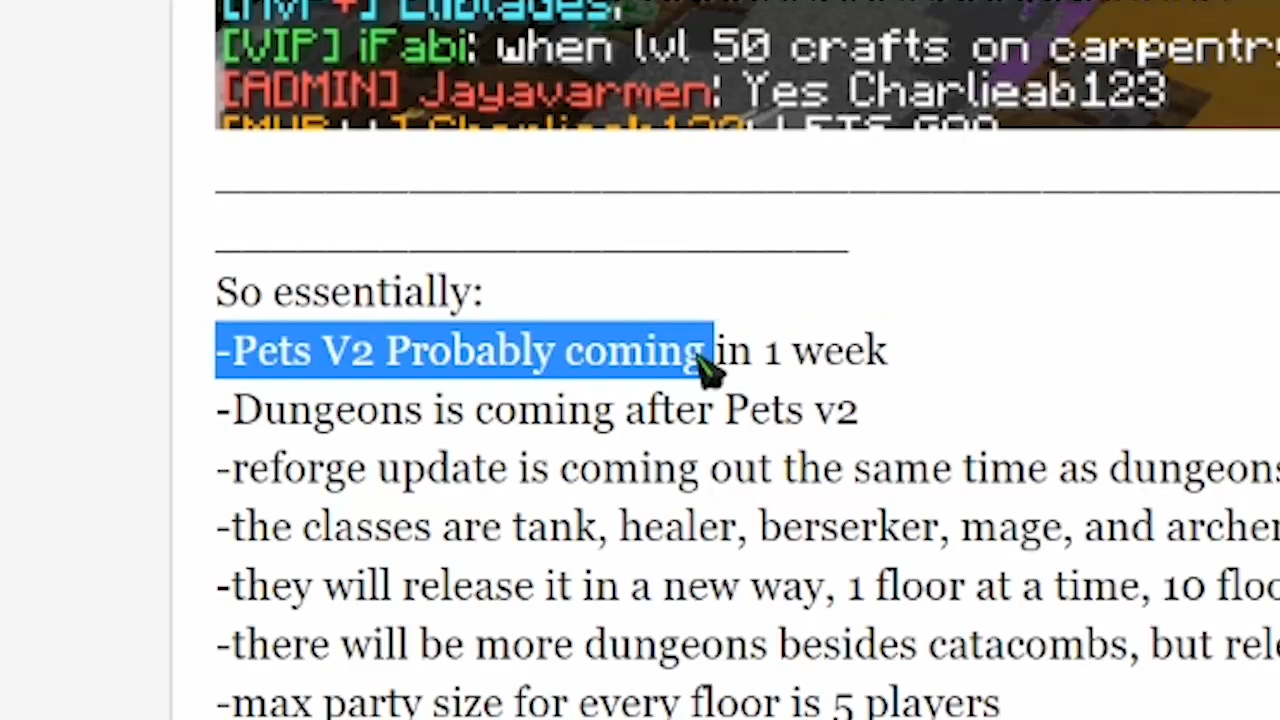 [VIP] iFabi: when lvl 50 crafts on carpentry
[ADMIN] Jayavarmen: Yes Charlieab123
So essentially:
-Pets V2 Probably coming in 1 week
-Dungeons is coming after Pets v2
-reforge update is coming out the same time as dungeons
-the classes are tank, healer, berserker, mage, and archer
-they will release it in a new way, 1 floor at a time, 10 floo
-there will be more dungeons besides catacombs, but rele
-max party size for every floor is 5 players